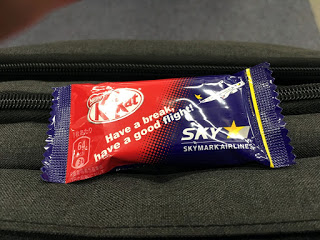 KitKat
Have a break,
have a good flight!
SKY
SKYMARK AIRLINES